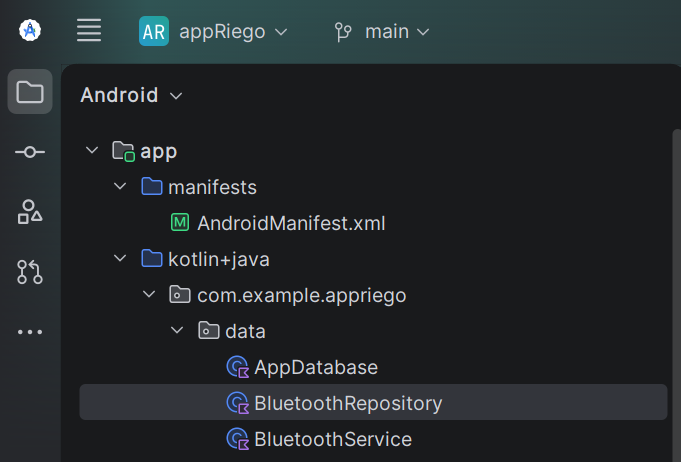 AR appRiego main
Android
app
manifests
M AndroidManifest.xml
kotlin+java
com.example.appriego
data
AppDatabase
BluetoothRepository
BluetoothService